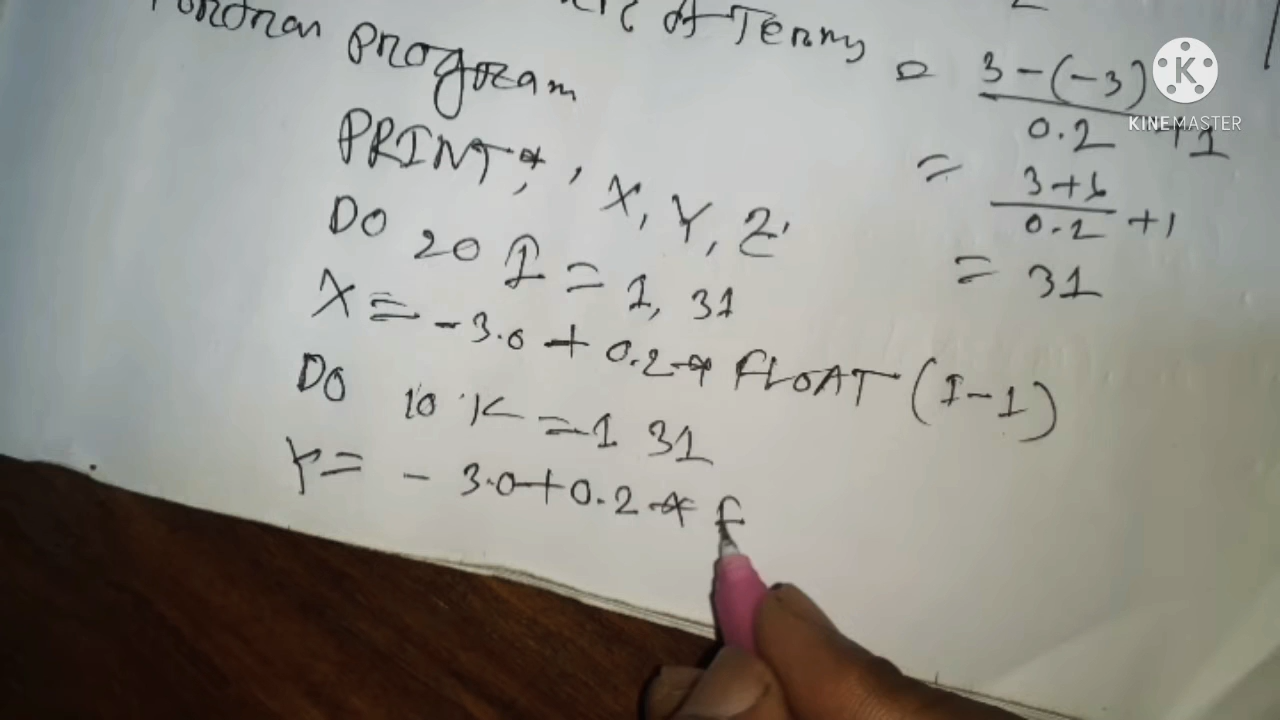 of Terms = 3-(-3)/0.2 +1
Fortran program
= 3+3/0.2 +1
= 31
PRINT*, 'X, Y, Z'
DO 20 I = 1, 31
X = -3.0 + 0.2 * FLOAT (I-1)
DO 10 K = 1 31
Y = - 3.0+0.2 * F
K
KINEMASTER